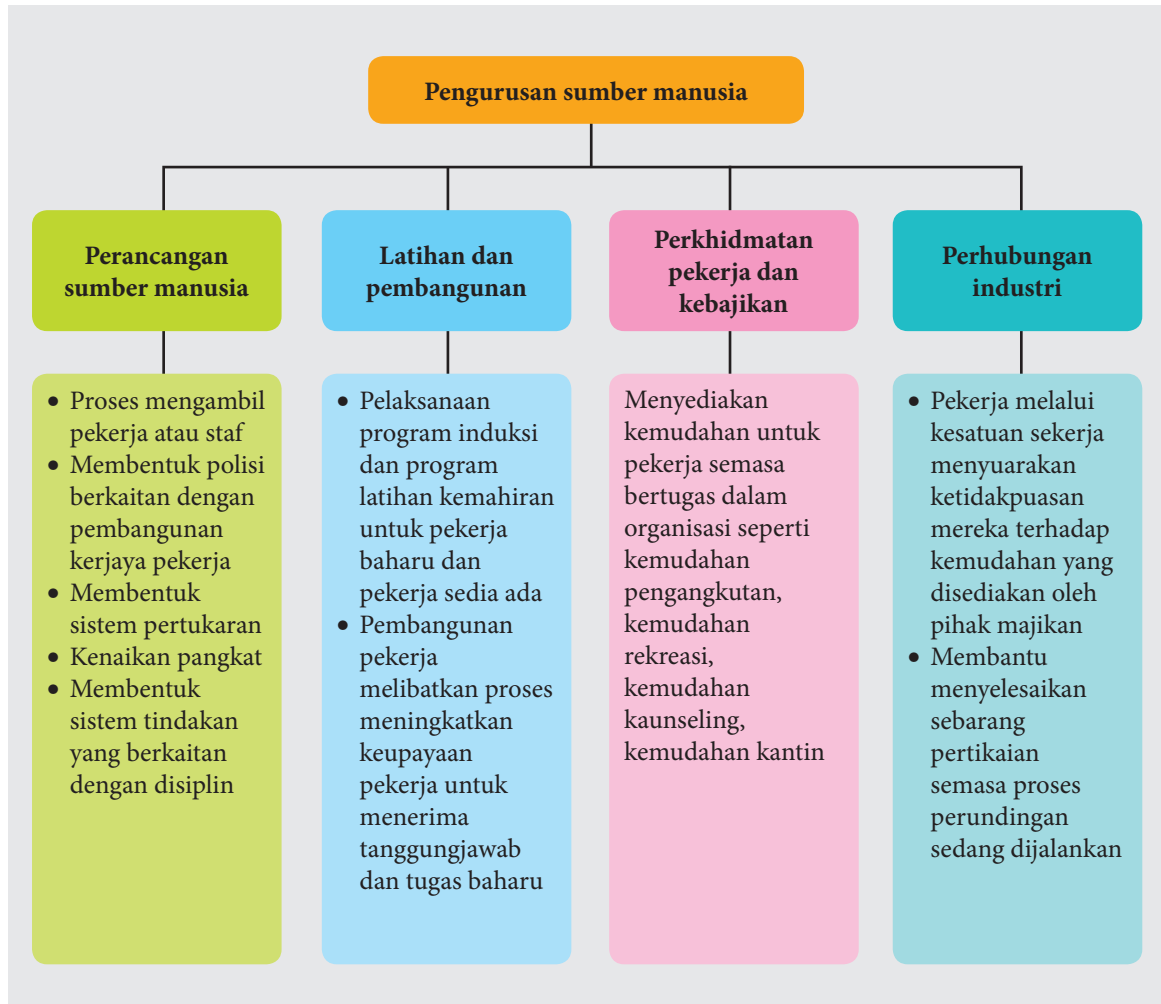 Pengurusan sumber manusia
Perancangan
sumber manusia
• Proses mengambil
pekerja atau staf
• Membentuk polisi
berkaitan dengan
pembangunan
kerjaya pekerja
• Membentuk
sistem pertukaran
• Kenaikan pangkat
• Membentuk
sistem tindakan
yang berkaitan
dengan disiplin
Latihan dan
pembangunan
• Pelaksanaan
program induksi
dan program
latihan kemahiran
untuk pekerja
baharu dan
pekerja sedia ada
• Pembangunan
pekerja
melibatkan proses
meningkatkan
keupayaan
pekerja untuk
menerima
tanggungjawab
dan tugas baharu
Perkhidmatan
pekerja dan
kebajikan
Menyediakan
kemudahan untuk
pekerja semasa
bertugas dalam
organisasi seperti
kemudahan
pengangkutan,
kemudahan
rekreasi,
kemudahan
kaunseling,
kemudahan kantin
Perhubungan
industri
• Pekerja melalui
kesatuan sekerja
menyuarakan
ketidakpuasan
mereka terhadap
kemudahan yang
disediakan oleh
pihak majikan
• Membantu
menyelesaikan
sebarang
pertikaian
semasa proses
perundingan
sedang dijalankan